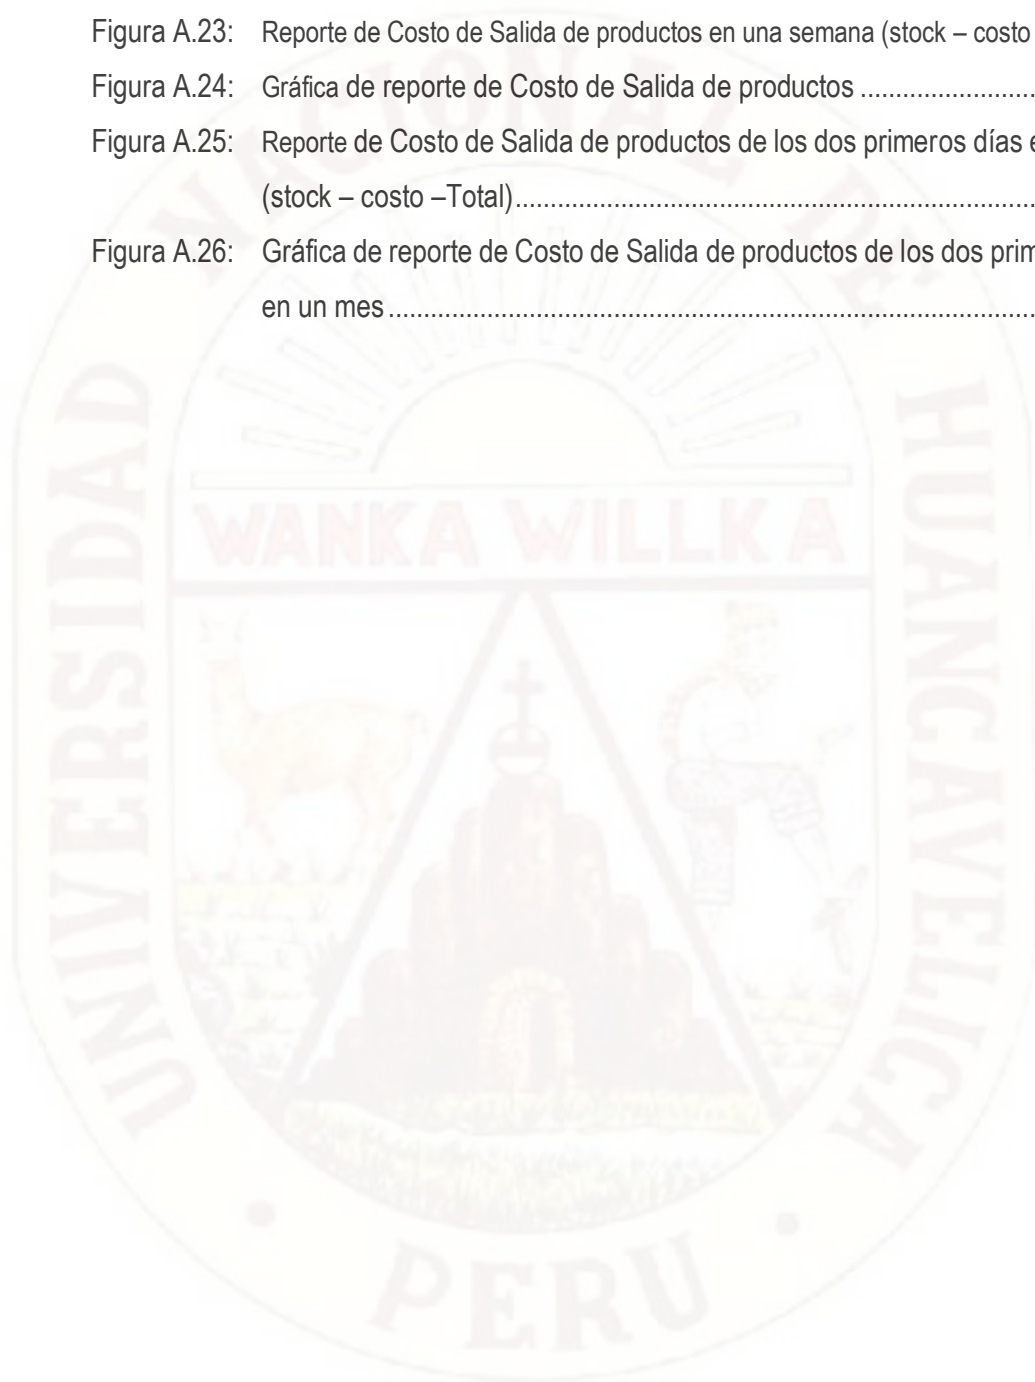 Figura A.23: Reporte de Costo de Salida de productos en una semana (stock – costo
Figura A.24: Gráfica de reporte de Costo de Salida de productos ........................
Figura A.25: Reporte de Costo de Salida de productos de los dos primeros días
(stock – costo –Total).........................................................................
Figura A.26: Gráfica de reporte de Costo de Salida de productos de los dos
en un mes...........................................................................................
UNIVERSIDAD NACIONAL DE HUANCAVELICA
WANKA WILLKA
• PERU •